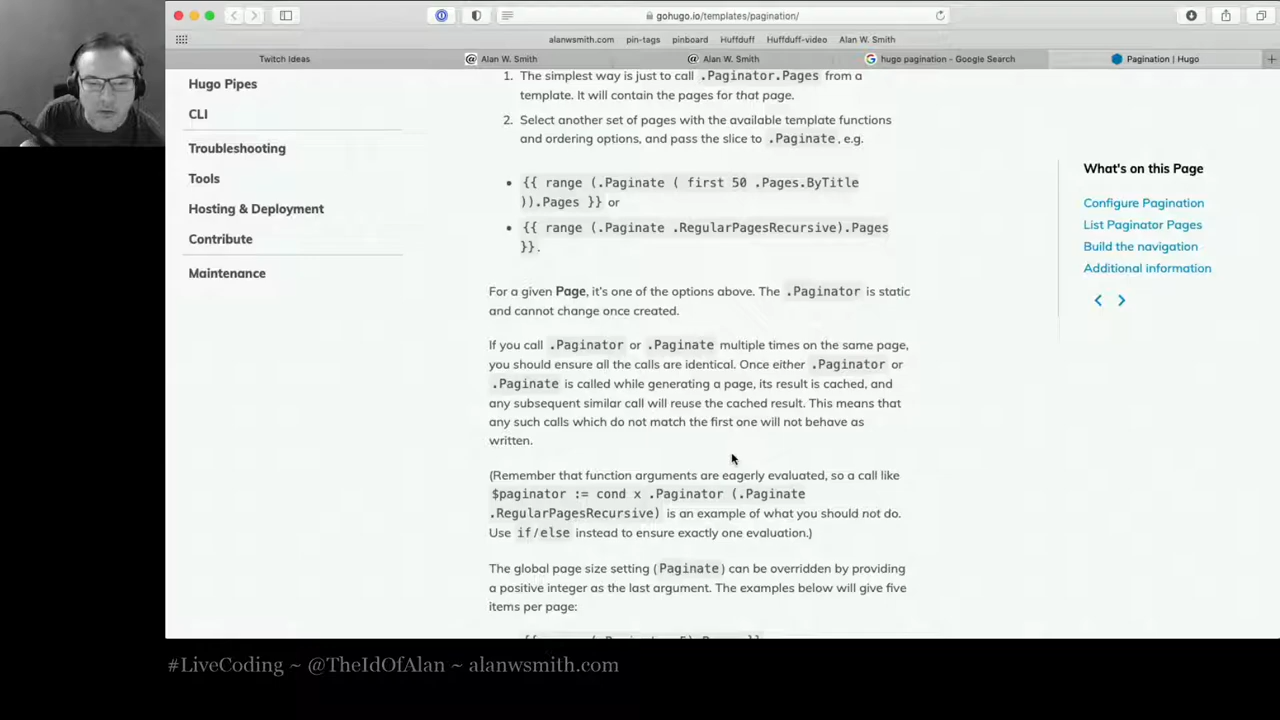 gohugo.io/templates/pagination/
alanwsmith.com pin-tags pinboard Huffduff Huffduff-video Alan W. Smith
Twitch Ideas
Alan W. Smith
Alan W. Smith
hugo pagination - Google Search
Pagination | Hugo
Hugo Pipes
CLI
Troubleshooting
Tools
Hosting & Deployment
Contribute
Maintenance
1. The simplest way is just to call .Paginator.Pages from a
template. It will contain the pages for that page.
2. Select another set of pages with the available template functions
and ordering options, and pass the slice to .Paginate, e.g.
• {{ range (.Paginate ( first 50 .Pages.ByTitle
)).Pages }} or
• {{ range (.Paginate .RegularPagesRecursive).Pages
}}.
For a given Page, it's one of the options above. The .Paginator is static
and cannot change once created.
If you call .Paginator or .Paginate multiple times on the same page,
you should ensure all the calls are identical. Once either .Paginator or
.Paginate is called while generating a page, its result is cached, and
any subsequent similar call will reuse the cached result. This means that
any such calls which do not match the first one will not behave as
written.
(Remember that function arguments are eagerly evaluated, so a call like
$paginator := cond x .Paginator (.Paginate
.RegularPagesRecursive) is an example of what you should not do.
Use if/else instead to ensure exactly one evaluation.)
The global page size setting (Paginate) can be overridden by providing
a positive integer as the last argument. The examples below will give five
items per page:
What's on this Page
Configure Pagination
List Paginator Pages
Build the navigation
Additional information
#LiveCoding ~ @TheIdOfAlan ~ alanwsmith.com